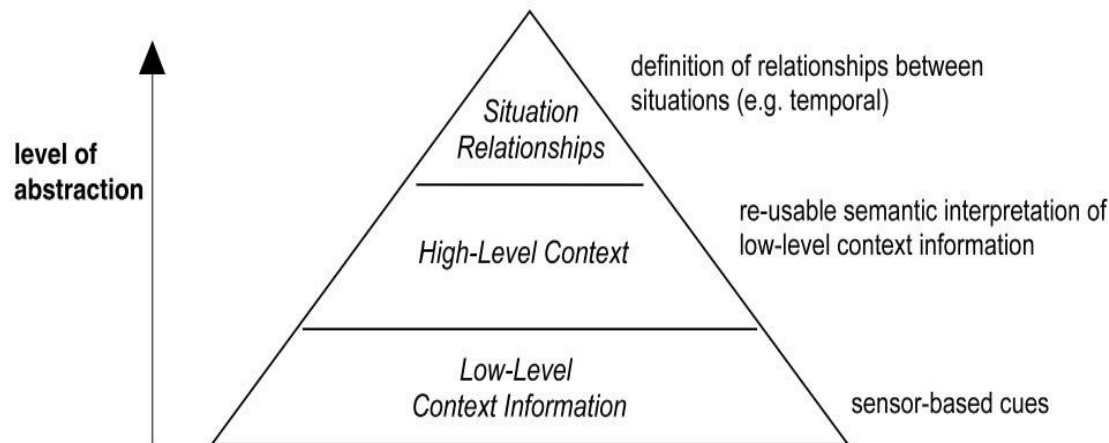 definition of relationships between
situations (e.g. temporal)
Situation
Relationships
level of
abstraction
re-usable semantic interpretation of
low-level context information
High-Level Context
Low-Level
Context Information
sensor-based cues